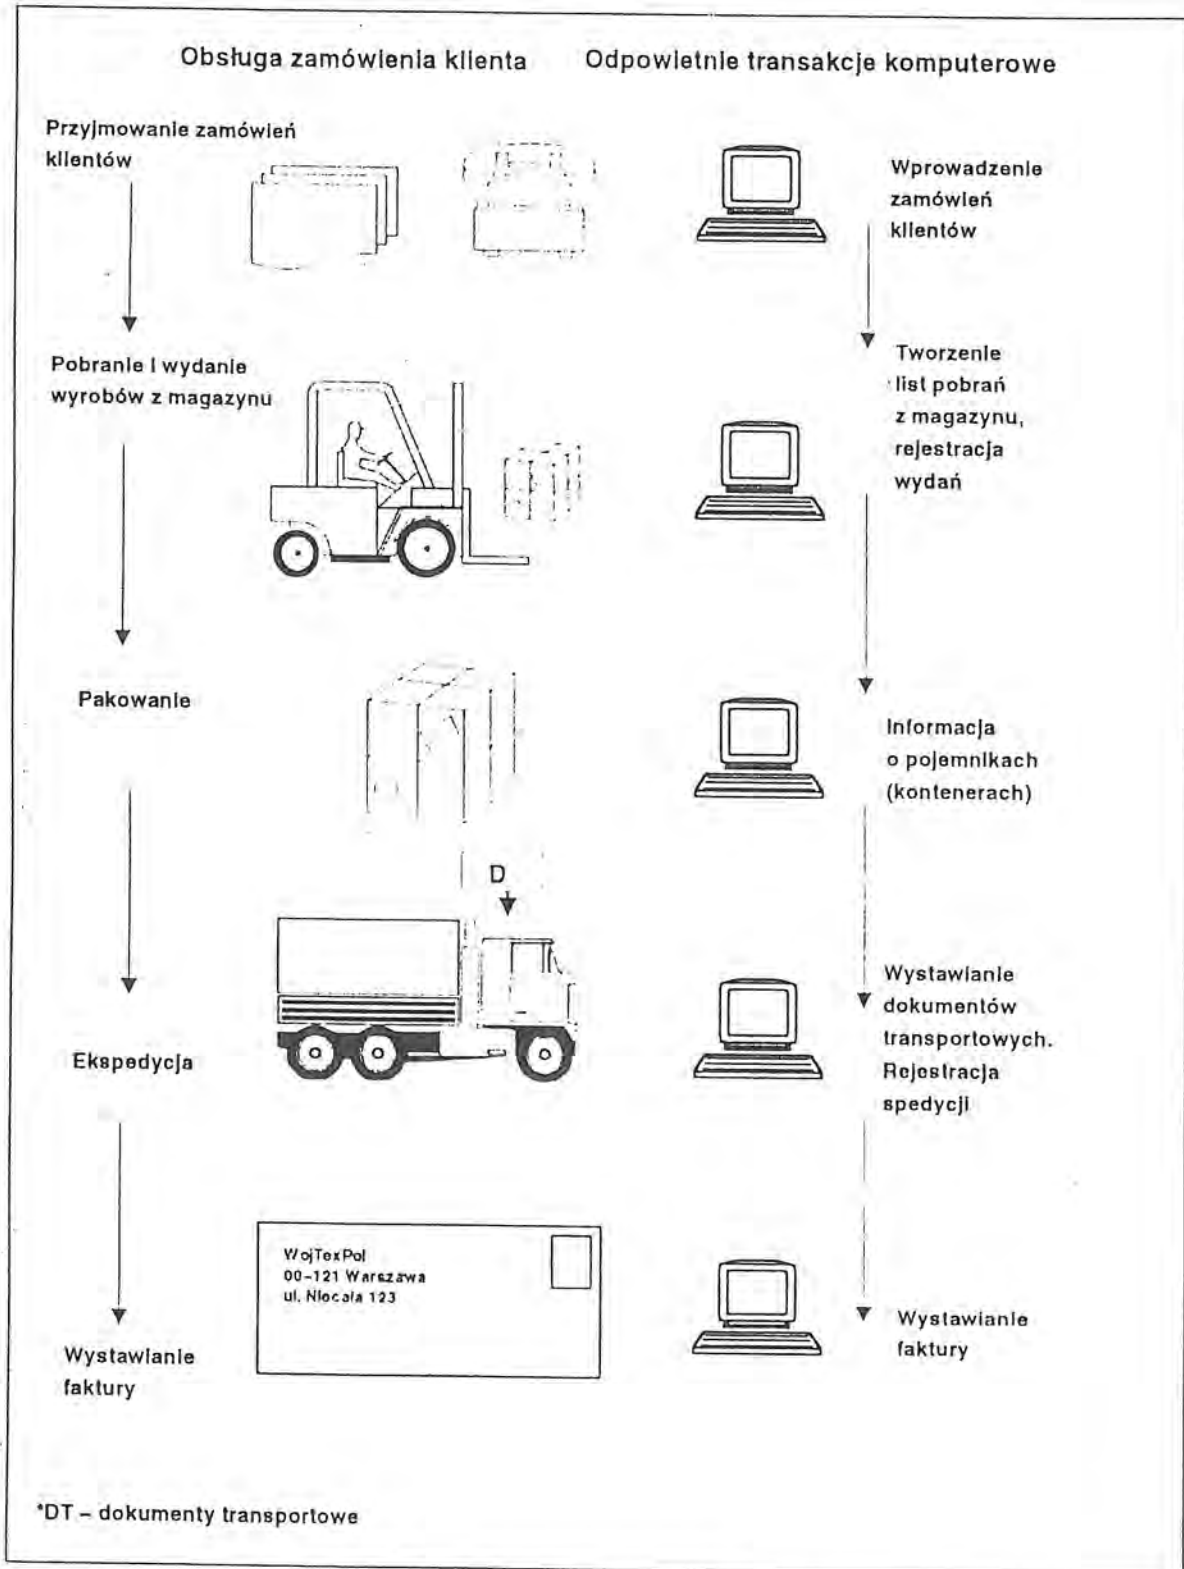 Obsługa zamówienia klienta
Odpowietnie transakcje komputerowe
Przyjmowanie zamówień
klientów
Wprowadzenie
zamówień
klientów
Pobranie i wydanie
wyrobów z magazynu
Tworzenie
list pobrań
z magazynu,
rejestracja
wydań
Pakowanie
Informacja
o pojemnikach
(kontenerach)
D
Ekspedycja
Wystawianie
dokumentów
transportowych.
Rejestracja
spedycji
WojTexPol
00-121 Warszawa
ul. Niecała 123
Wystawianie
faktury
Wystawianie
faktury
*DT – dokumenty transportowe